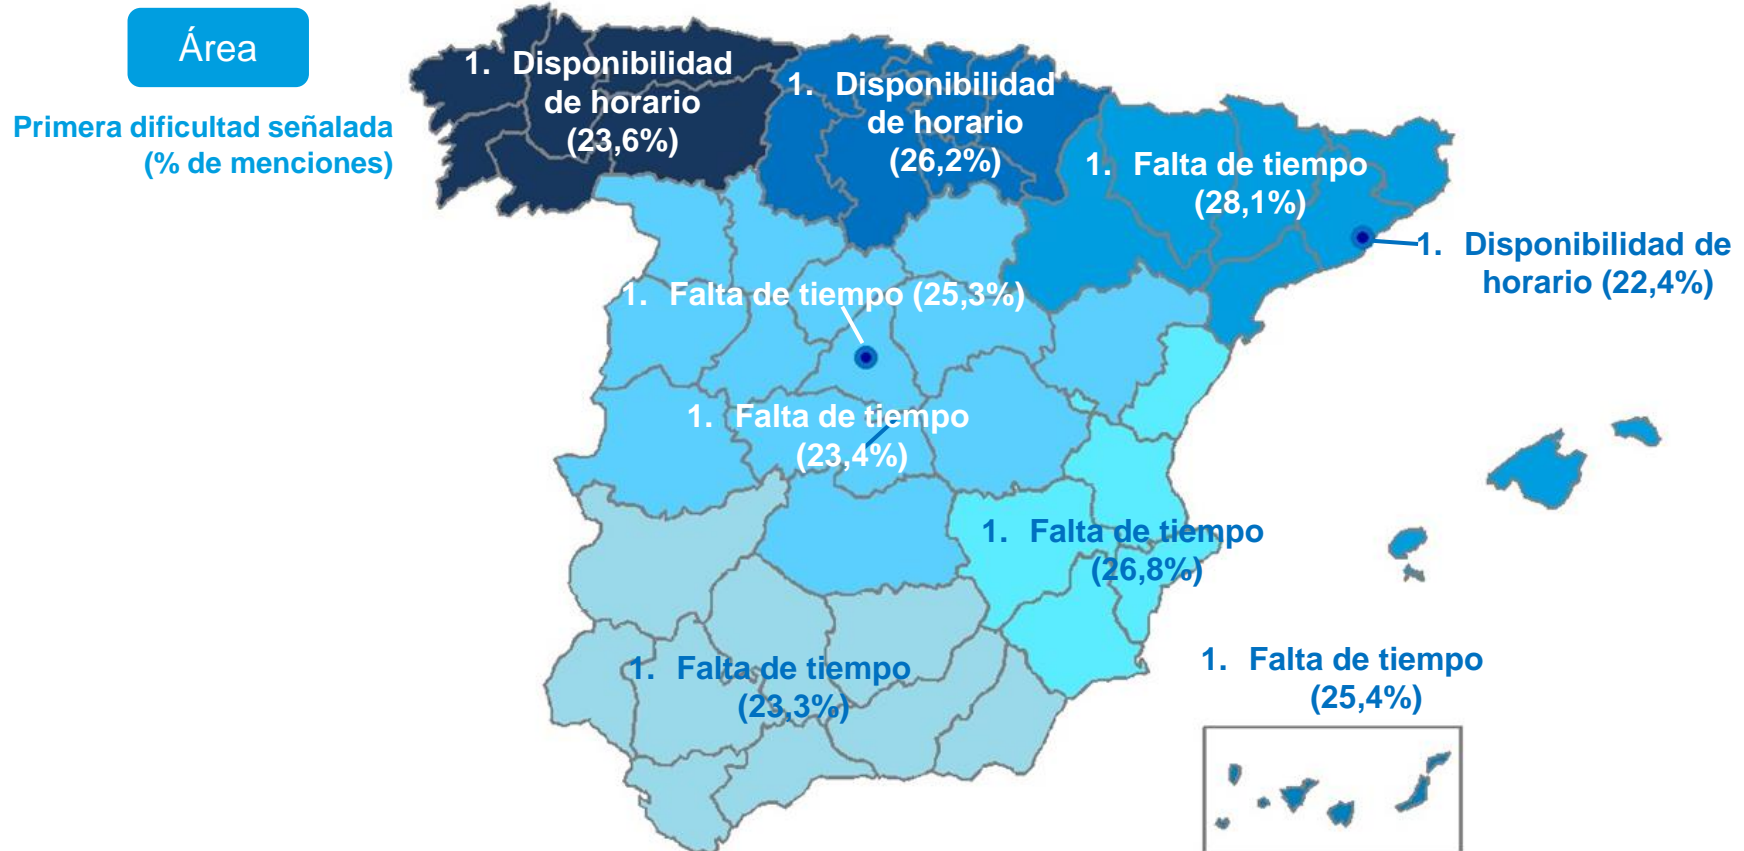 Área
Primera dificultad señalada
(% de menciones)
1. Disponibilidad
de horario
(23,6%)
1. Disponibilidad
de horario
(26,2%)
1. Falta de tiempo
(28,1%)
1. Disponibilidad de
horario (22,4%)
1. Falta de tiempo (25,3%)
1. Falta de tiempo
(23,4%)
1. Falta de tiempo
(26,8%)
1. Falta de tiempo
(23,3%)
1. Falta de tiempo
(25,4%)